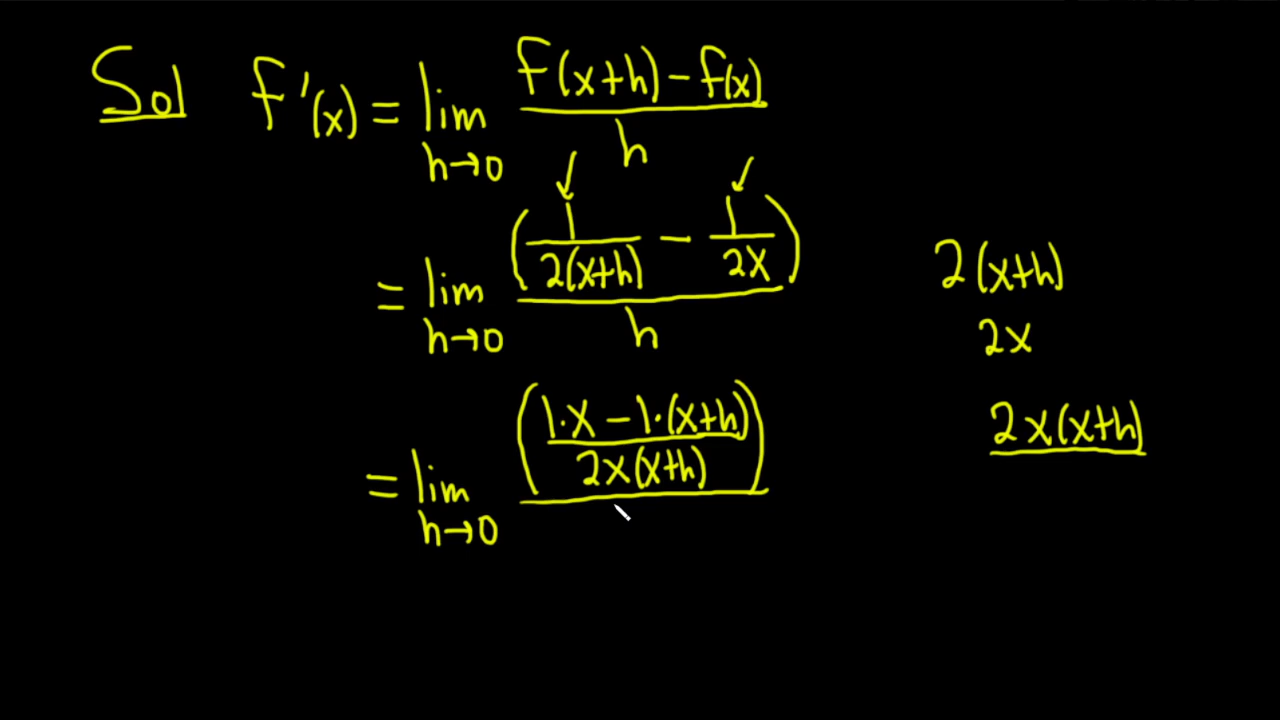 Sol f'(x) = lim h→0 f(x+h) - f(x) / h
= lim h→0 (1/2(x+h) - 1/2x) / h
2(x+h)
2x
= lim h→0 (1·x - 1·(x+h) / 2x(x+h))
2x(x+h)